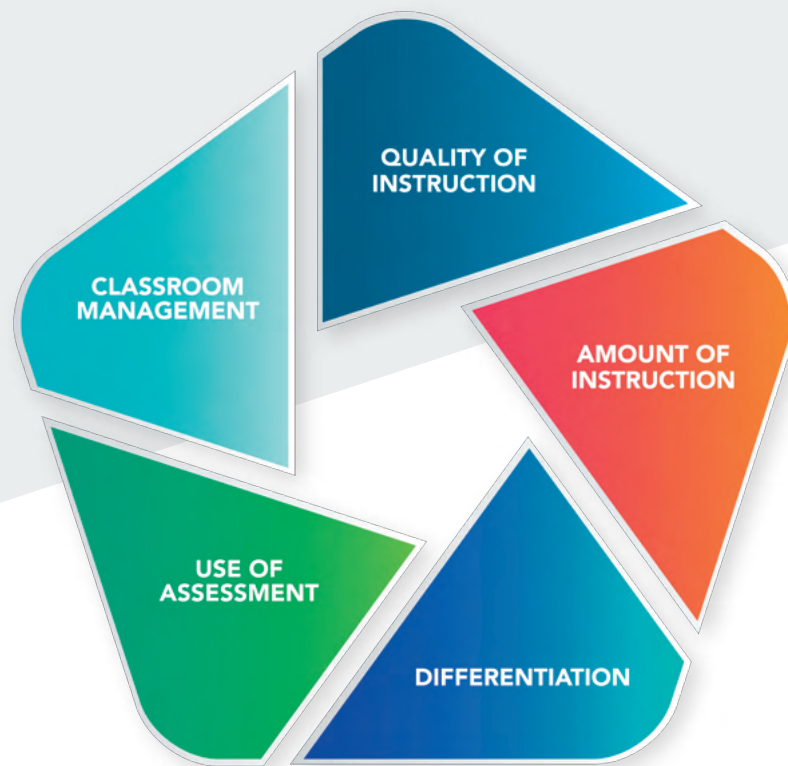 QUALITY OF
INSTRUCTION
AMOUNT OF
INSTRUCTION
DIFFERENTIATION
USE OF
ASSESSMENT
CLASSROOM
MANAGEMENT